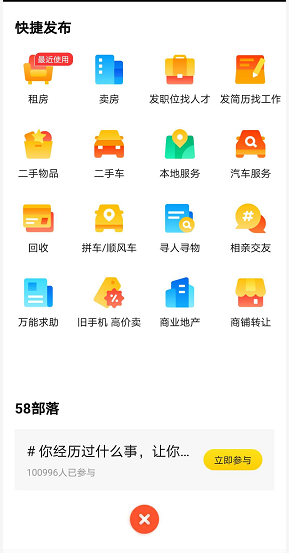 快捷发布
最近使用
租房
卖房
发职位找人才
发简历找工作
二手物品
二手车
本地服务
汽车服务
回收
拼车/顺风车
寻人寻物
相亲交友
万能求助
旧手机 高价卖
商业地产
商铺转让
58部落
# 你经历过什么事，让你...
立即参与
100996人已参与